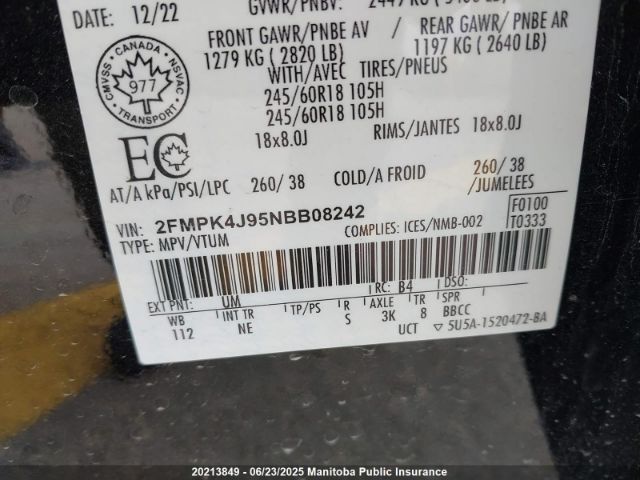 DATE: 12/22 GVWR/PNBV:
FRONT GAWR/PNBE AV / REAR GAWR/ PNBE AR
1279 KG ( 2820 LB) 1197 KG ( 2640 LB)
WITH/AVEC TIRES/PNEUS
245/60R18 105H
245/60R18 105H
18x8.0J RIMS/JANTES 18x8.0J
CMVSS CANADA NSVAC
977
TRANSPORT
EC
AT/A kPa/PSI/LPC 260/ 38 COLD/A FROID 260/ 38
/JUMELEES
VIN: 2FMPK4J95NBB08242
TYPE: MPV/VTUM COMPLIES: ICES/NMB-002
F0100
T0333
EXT PNT: UM RC: B4 DSO:
WB INT TR TP/PS R AXLE TR SPR
112 NE S 3K 8 BBCC
UCT ▽ 5U5A-1520472-BA
20213849 - 06/23/2025 Manitoba Public Insurance